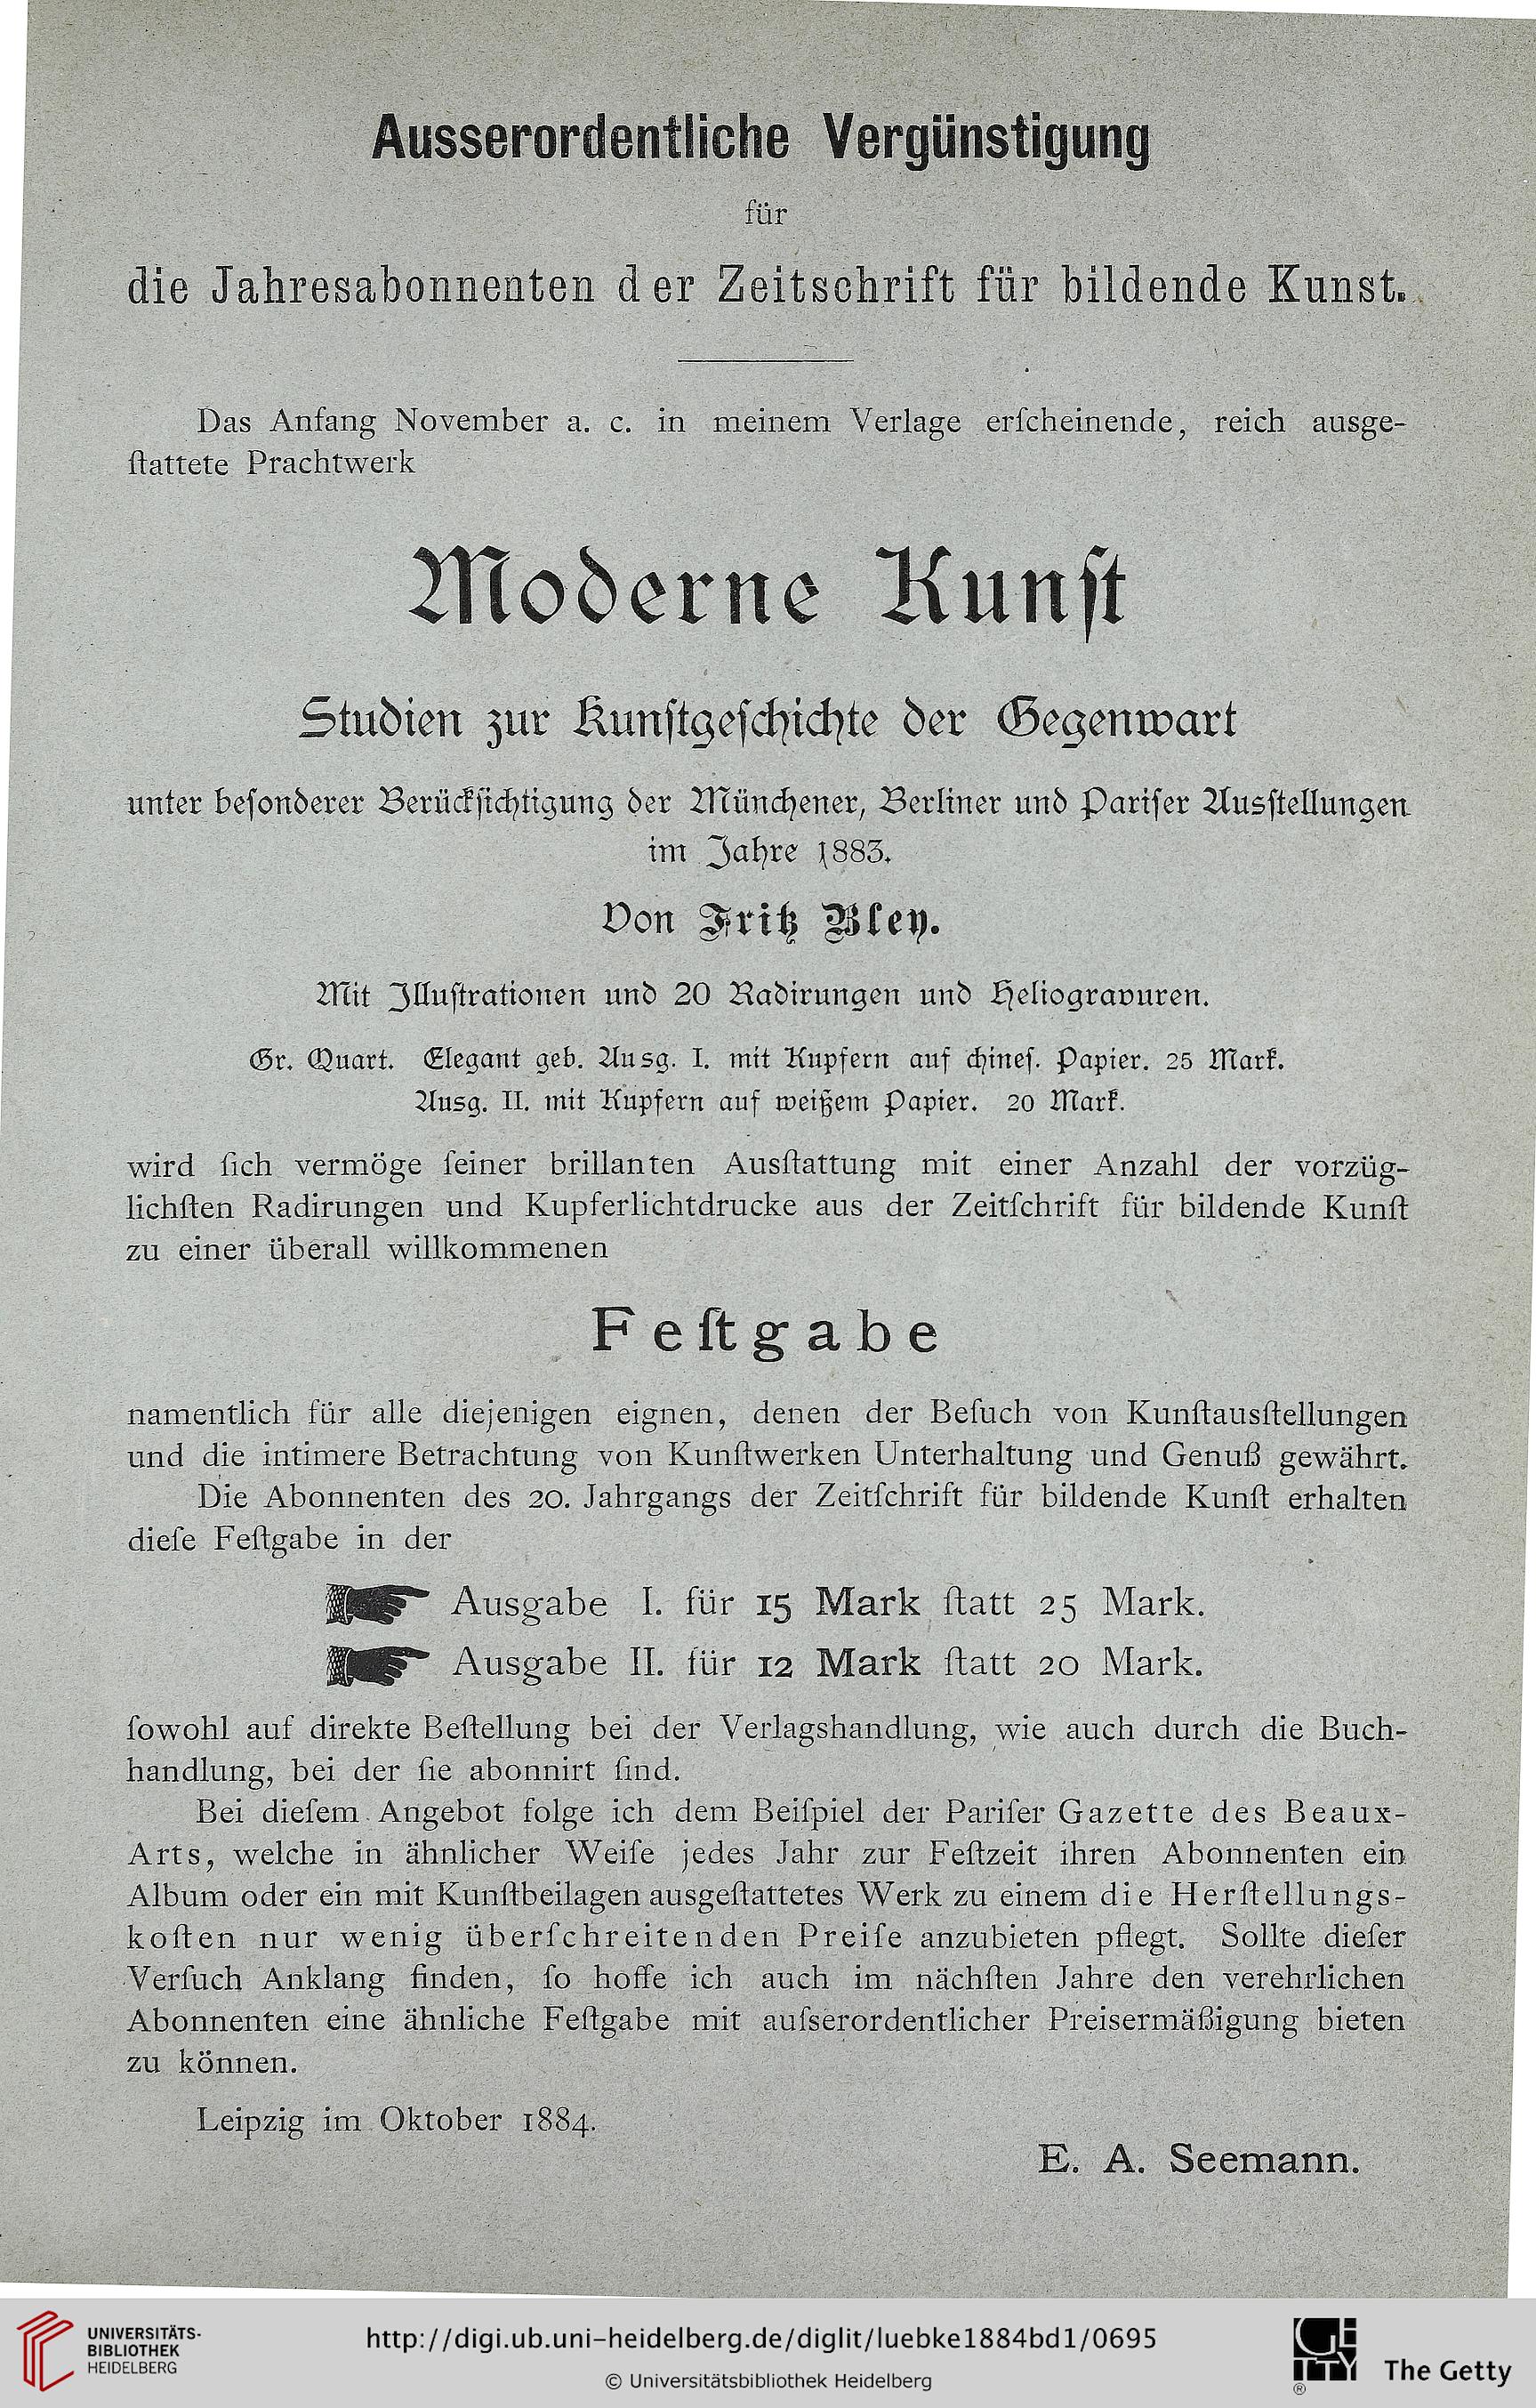 Ausserordentliche Vergünstigung
für
die Jahresabonnenten der Zeitschrift für bildende Kunst.
Das Anfang November a. c. in meinem Verlage erſcheinende, reich ausge-
ſtattete Prachtwerk
Moderne Kunſt
Studien zur Kunſtgeſchichte der Gegenwart
unter beſonderer Berückſichtigung der Münchener, Berliner und Pariſer Ausſtellungen
im Jahre 1883.
Von Fritz Bley.
Mit Illuſtrationen und 20 Radirungen und Heliogravuren.
Gr. Quart. Elegant geb. Ausg. I. mit Kupfern auf chineſ. Papier. 25 Mark.
Ausg. II. mit Kupfern auf weißem Papier. 20 Mark.
wird ſich vermöge ſeiner brillanten Ausſtattung mit einer Anzahl der vorzüg-
lichſten Radirungen und Kupferlichtdrucke aus der Zeitſchrift für bildende Kunſt
zu einer überall willkommenen
Feſtgabe
namentlich für alle diejenigen eignen, denen der Beſuch von Kunſtausſtellungen
und die intimere Betrachtung von Kunſtwerken Unterhaltung und Genuß gewährt.
Die Abonnenten des 20. Jahrgangs der Zeitſchrift für bildende Kunſt erhalten
dieſe Feſtgabe in der
☛ Ausgabe I. für 15 Mark ſtatt 25 Mark.
☛ Ausgabe II. für 12 Mark ſtatt 20 Mark.
ſowohl auf direkte Beſtellung bei der Verlagshandlung, wie auch durch die Buch-
handlung, bei der ſie abonnirt ſind.
Bei dieſem Angebot folge ich dem Beiſpiel der Pariſer Gazette des Beaux-
Arts, welche in ähnlicher Weiſe jedes Jahr zur Feſtzeit ihren Abonnenten ein
Album oder ein mit Kunſtbeilagen ausgeſtattetes Werk zu einem die Herſtellungs-
koſten nur wenig überſchreitenden Preiſe anzubieten pflegt. Sollte dieſer
Verſuch Anklang finden, ſo hoffe ich auch im nächſten Jahre den verehrlichen
Abonnenten eine ähnliche Feſtgabe mit auſserordentlicher Preisermäßigung bieten
zu können.
Leipzig im Oktober 1884.
E. A. Seemann.
UNIVERSITÄTS-
BIBLIOTHEK
HEIDELBERG
http://digi.ub.uni-heidelberg.de/diglit/luebke1884bd1/0695
© Universitätsbibliothek Heidelberg
GETTY
®
The Getty